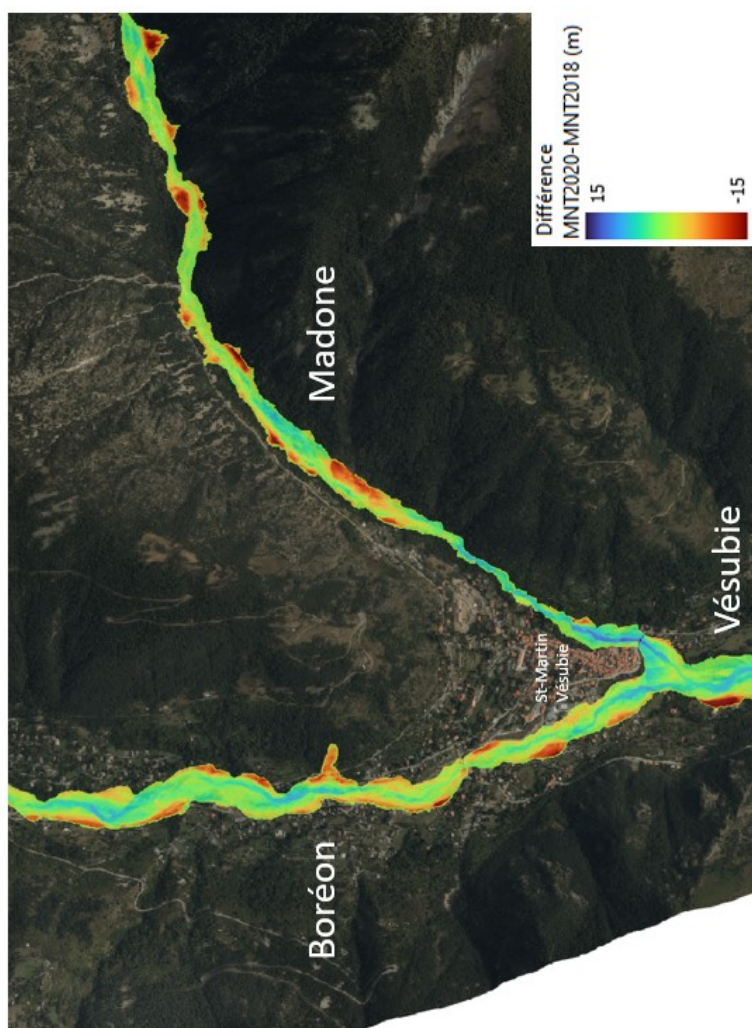 Madone
Boréon
St-Martin
Vésubie
Vésubie
Différence
MNT2020-MNT2018 (m)
15
-15